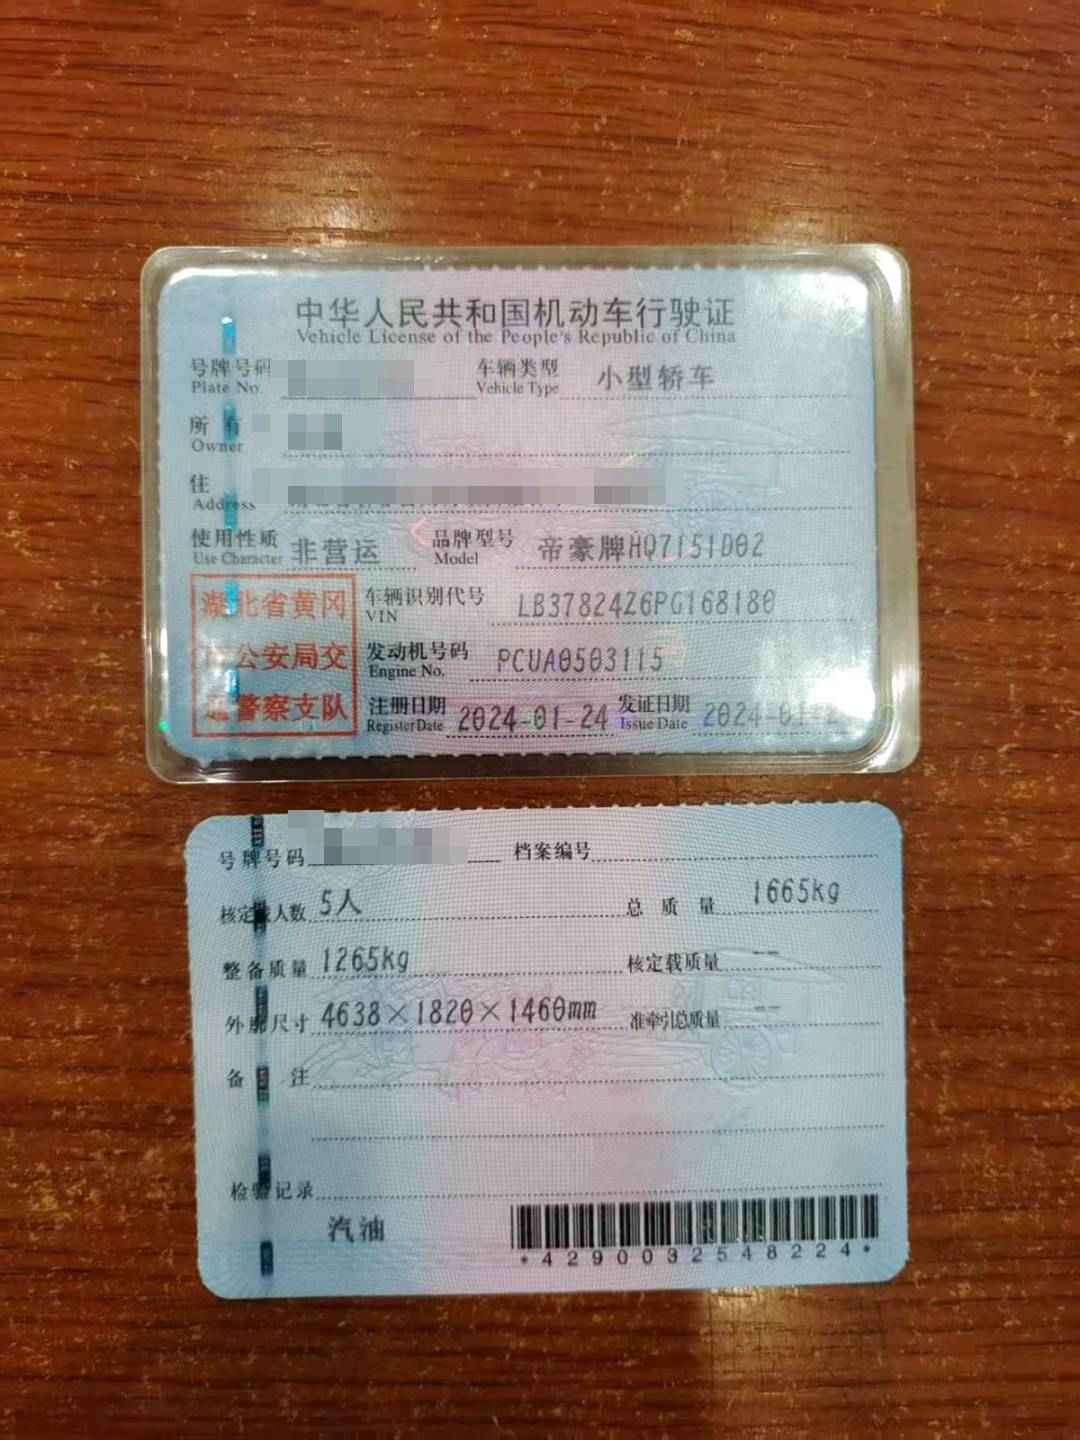 中华人民共和国机动车行驶证
Vehicle License of the People's Republic of China
号牌号码 Plate No. 车辆类型 Vehicle Type 小型轿车
所有 Owner
住 Address
使用性质 Use Character 非营运 品牌型号 Model 帝豪牌HQ7151D02
湖北省黄冈
市公安局交
通警察支队
车辆识别代号 VIN LB37824Z6PG168180
发动机号码 Engine No. PCUA0503115
注册日期 Register Date 2024-01-24 发证日期 Issue Date 2024-01-2
号牌号码 档案编号
核定载人数 5人 总质量 1665kg
整备质量 1265kg 核定载质量 --
外廓尺寸 4638×1820×1460mm 准牵引总质量 --
备注
检验记录
汽油
*4290032548224*